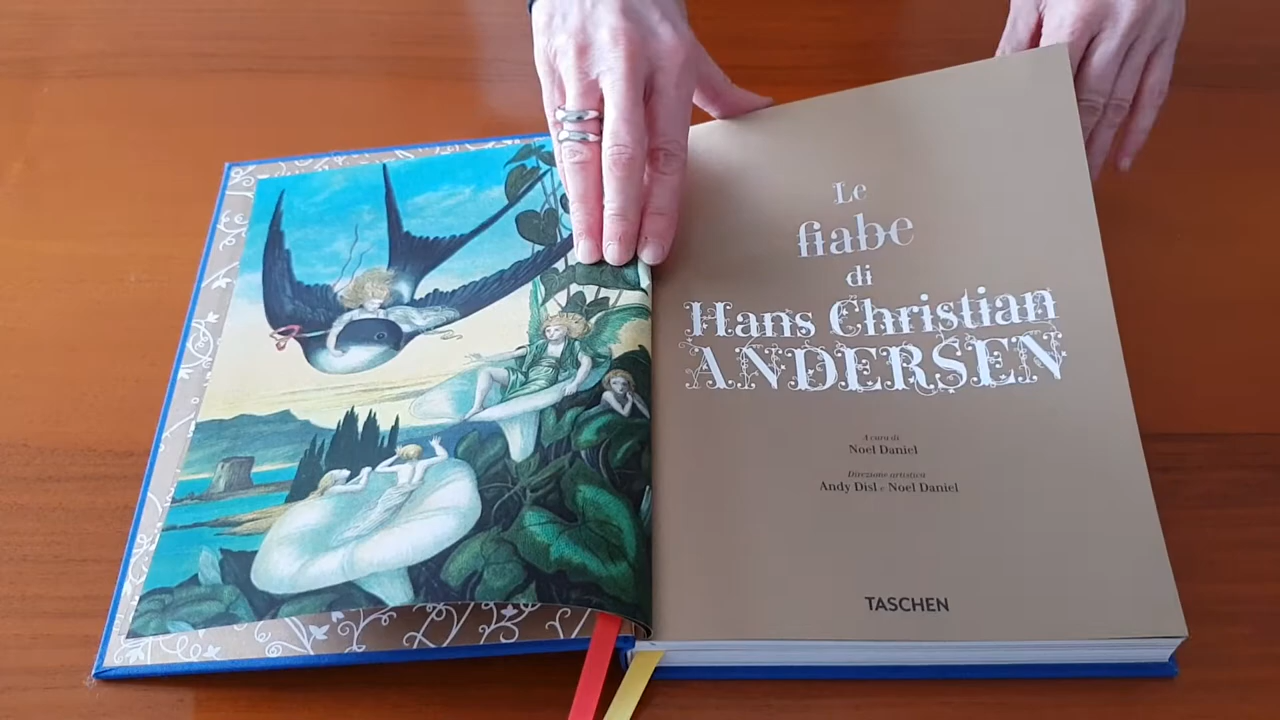 Le
fiabe
di
Hans Christian
ANDERSEN
A cura di
Noel Daniel
Direzione artistica
Andy Disl e Noel Daniel
TASCHEN